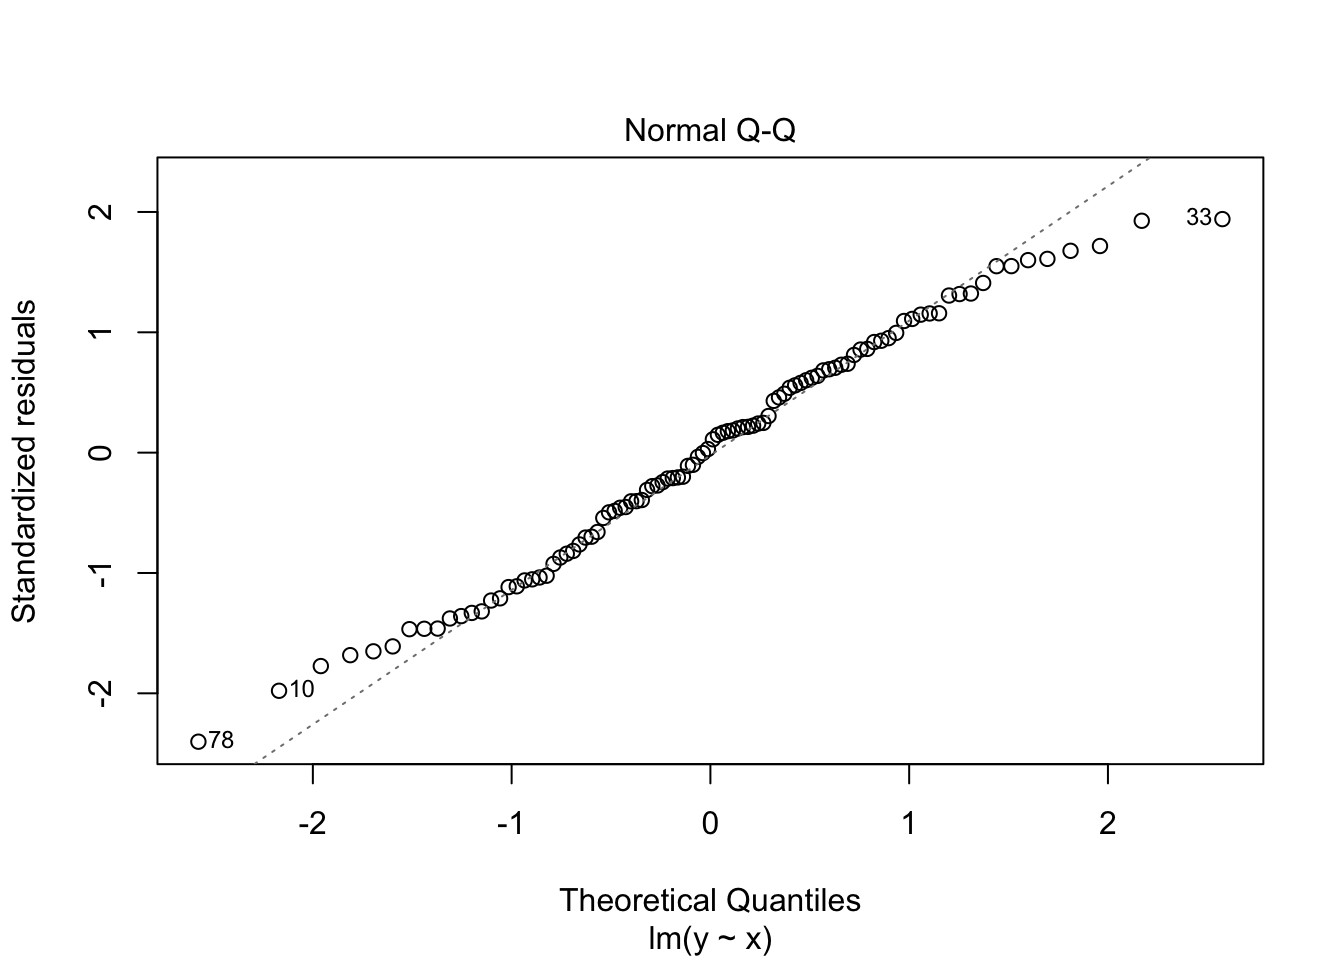 Normal Q-Q
Standardized residuals
2
1
0
-1
-2
33
10
78
-2 -1 0 1 2
Theoretical Quantiles
lm(y ~ x)